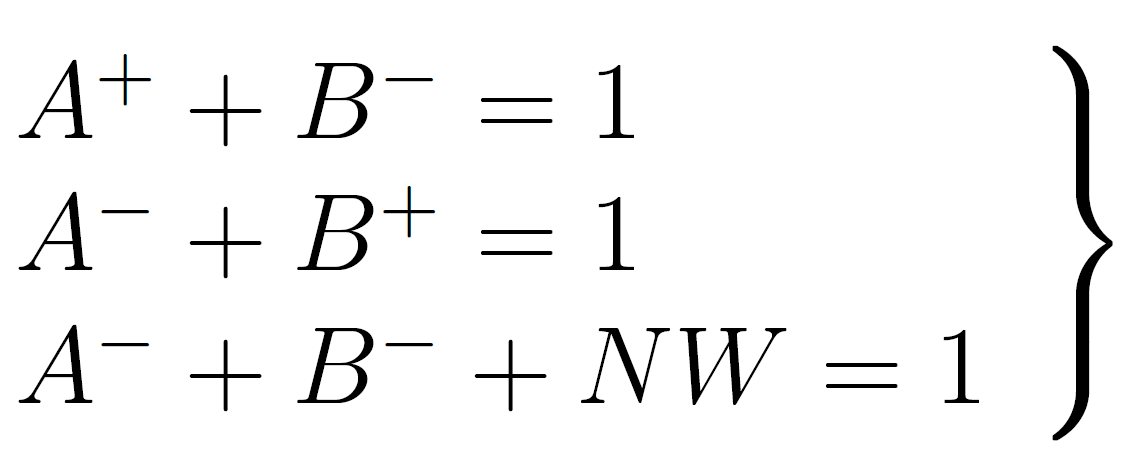 A⁺ + B⁻ = 1
A⁻ + B⁺ = 1
A⁻ + B⁻ + NW = 1
}